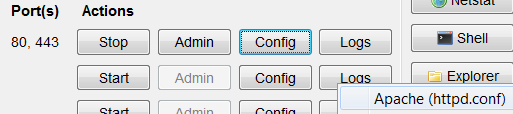 Port(s) Actions Netstat
80, 443 Stop Admin Config Logs Shell
Start Admin Config Logs Explorer
Apache (httpd.conf)
Start Admin Config